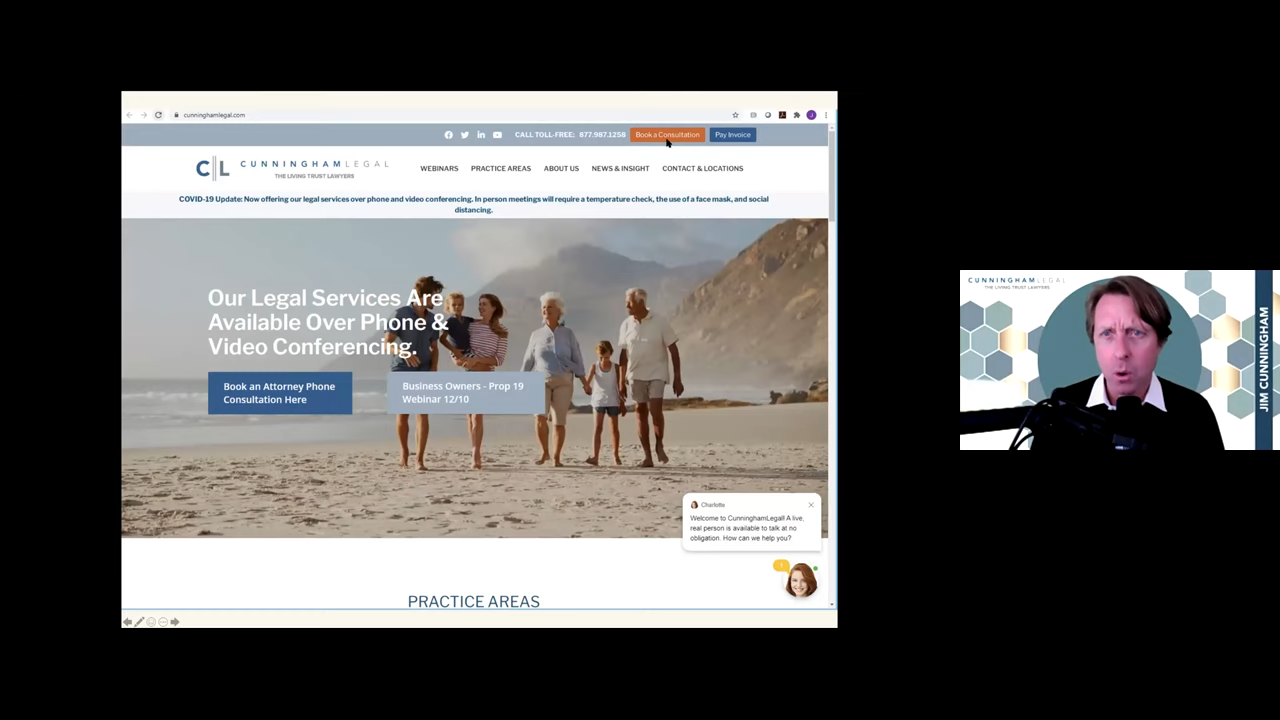 cunninghamlegal.com
CALL TOLL-FREE: 877.987.1258 Book a Consultation Pay Invoice
C L CUNNINGHAMLEGAL
THE LIVING TRUST LAWYERS
WEBINARS PRACTICE AREAS ABOUT US NEWS & INSIGHT CONTACT & LOCATIONS
COVID-19 Update: Now offering our legal services over phone and video conferencing. In person meetings will require a temperature check, the use of a face mask, and social
distancing.
Our Legal Services Are
Available Over Phone &
Video Conferencing.
Book an Attorney Phone
Consultation Here
Business Owners - Prop 19
Webinar 12/10
Charlotte
Welcome to CunninghamLegal! A live,
real person is available to talk at no
obligation. How can we help you?
PRACTICE AREAS
CUNNINGHAMLEGAL
THE LIVING TRUST LAWYERS
JIM CUNNINGHAM